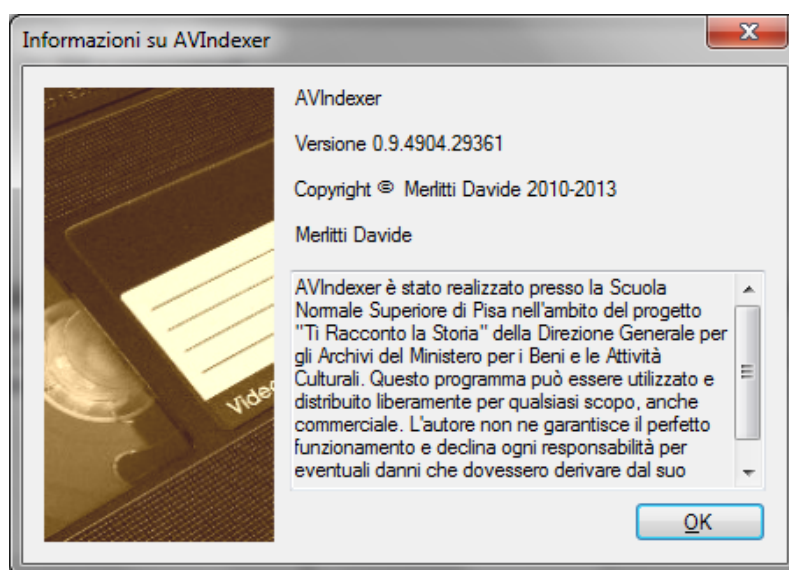 Informazioni su AVIndexer
AVIndexer
Versione 0.9.4904.29361
Copyright © Merlitti Davide 2010-2013
Merlitti Davide
AVIndexer è stato realizzato presso la Scuola
Normale Superiore di Pisa nell'ambito del progetto
"Ti Racconto la Storia" della Direzione Generale per
gli Archivi del Ministero per i Beni e le Attività
Culturali. Questo programma può essere utilizzato e
distribuito liberamente per qualsiasi scopo, anche
commerciale. L'autore non ne garantisce il perfetto
funzionamento e declina ogni responsabilità per
eventuali danni che dovessero derivare dal suo
Video
OK